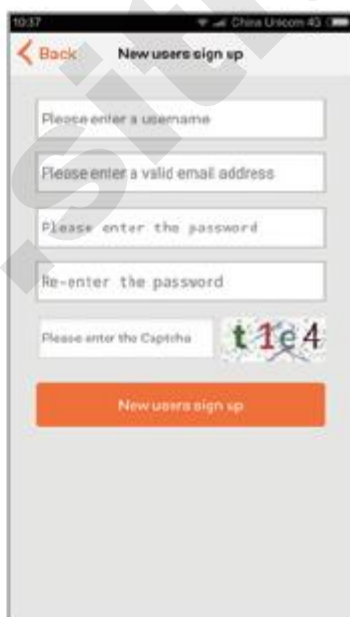 10:37 China Unicom 4G
Back New users sign up
Please enter a username
Please enter a valid email address
Please enter the password
Re-enter the password
Please enter the Captcha t1e4
New users sign up